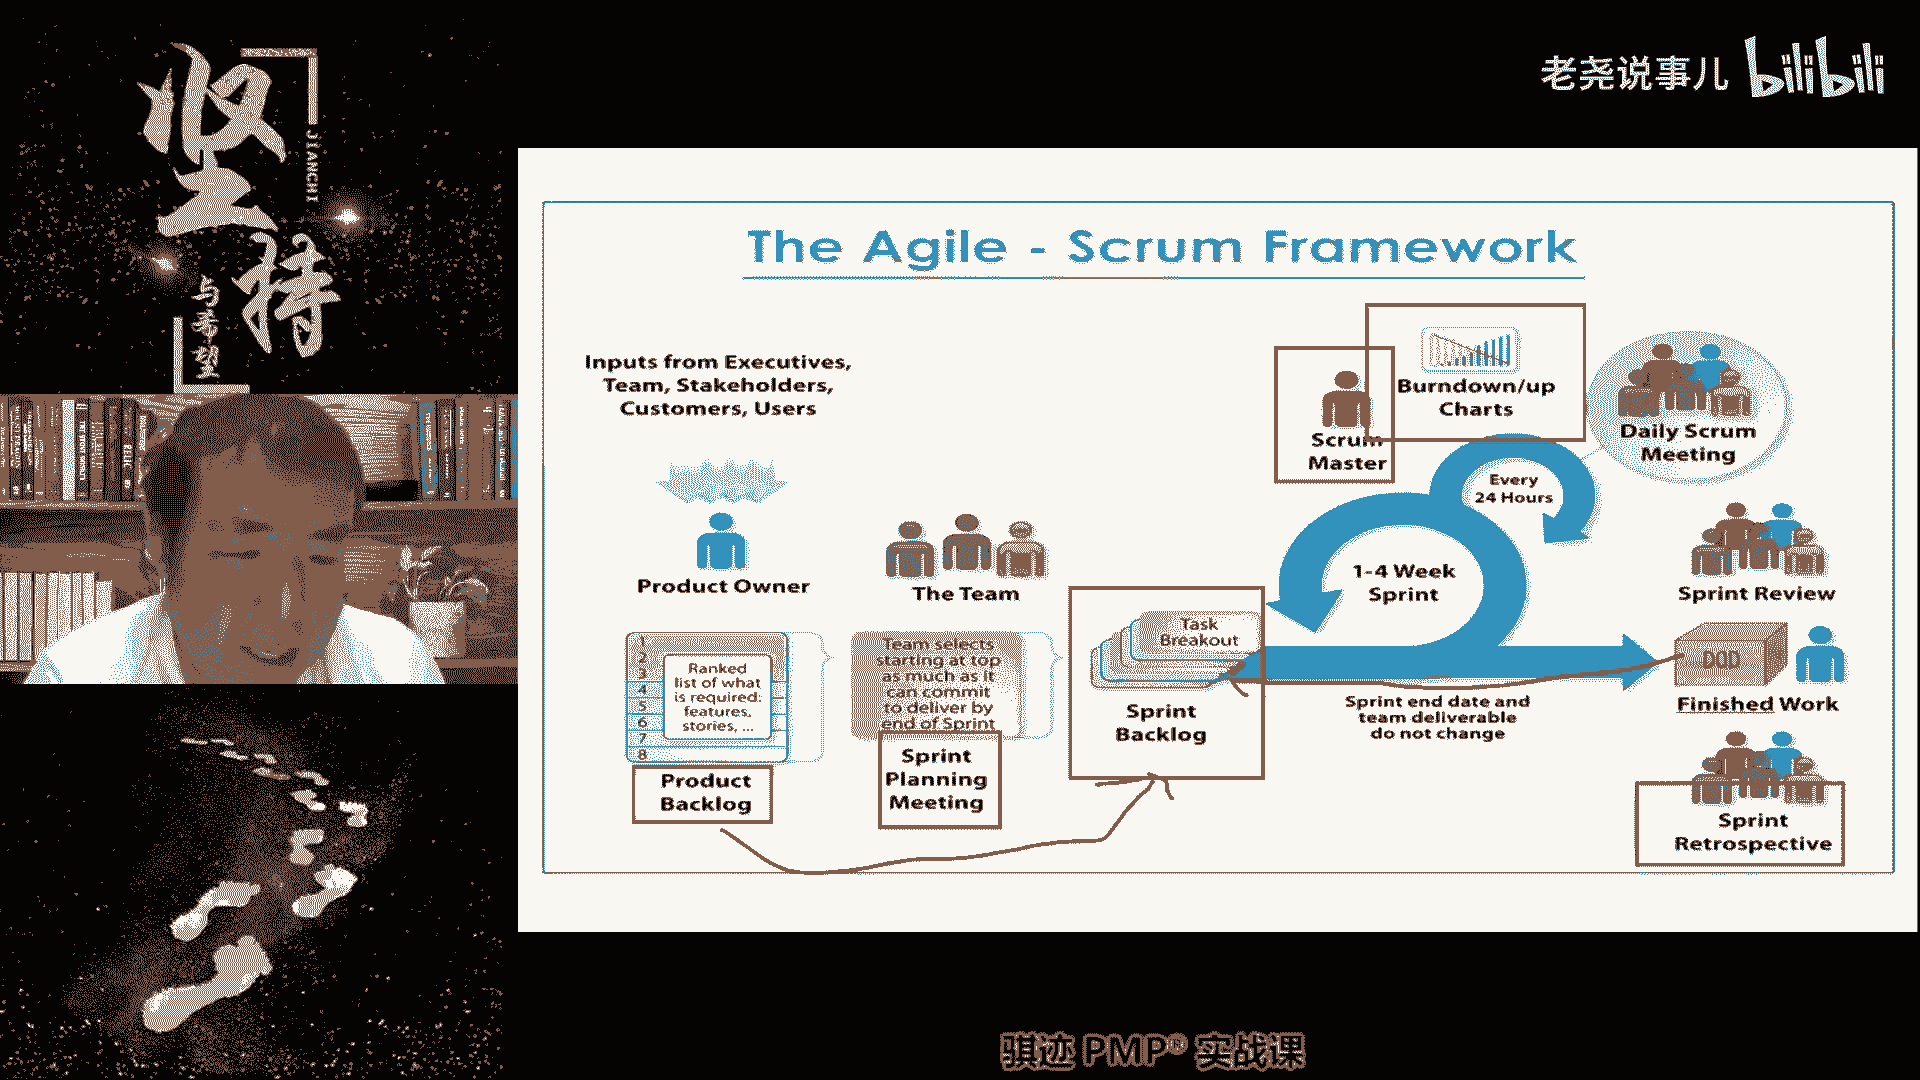 坚持
JIANCHI
与希望
老尧说事儿 bilibili
The Agile - Scrum Framework
Inputs from Executives,
Team, Stakeholders,
Customers, Users
Product Owner
The Team
1
2
3
4
5
6
7
8
Ranked
list of what
is required:
features,
stories, ...
Product
Backlog
Team selects
starting at top
as much as it
can commit
to deliver by
end of Sprint
Sprint
Planning
Meeting
Task
Breakout
Sprint
Backlog
Scrum
Master
Burndown/up
Charts
Every
24 Hours
1-4 Week
Sprint
Sprint end date and
team deliverable
do not change
Daily Scrum
Meeting
Sprint Review
DOD
Finished Work
Sprint
Retrospective
骐迹 PMP® 实战课